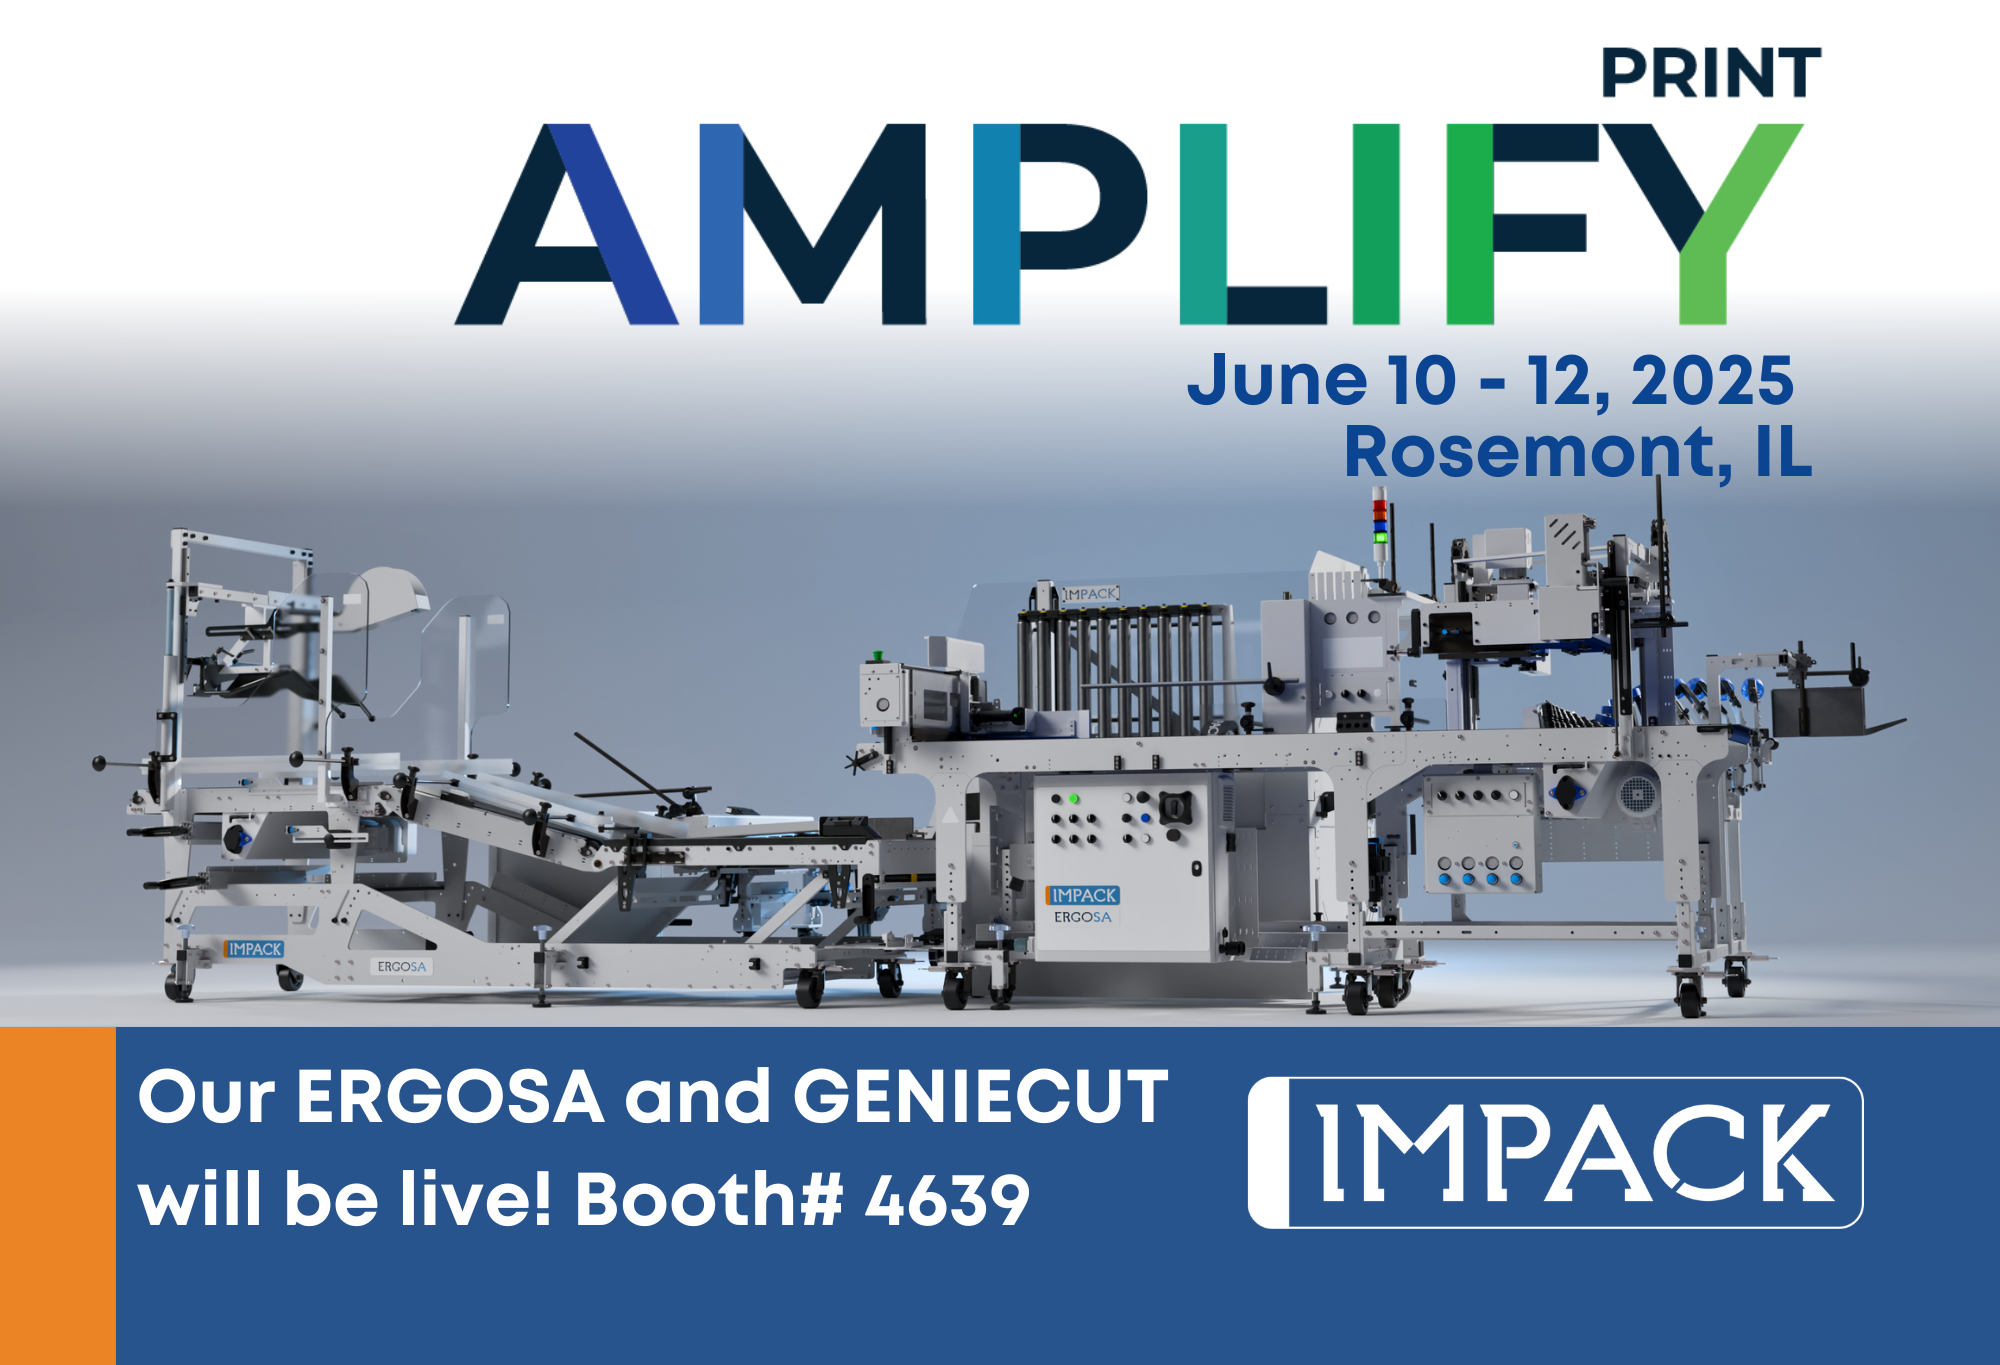 PRINT
AMPLIFY
June 10 - 12, 2025
Rosemont, IL
IMPACK
IMPACK
ERGOSA
IMPACK
ERGOSA
Our ERGOSA and GENIECUT
will be live! Booth# 4639
IMPACK